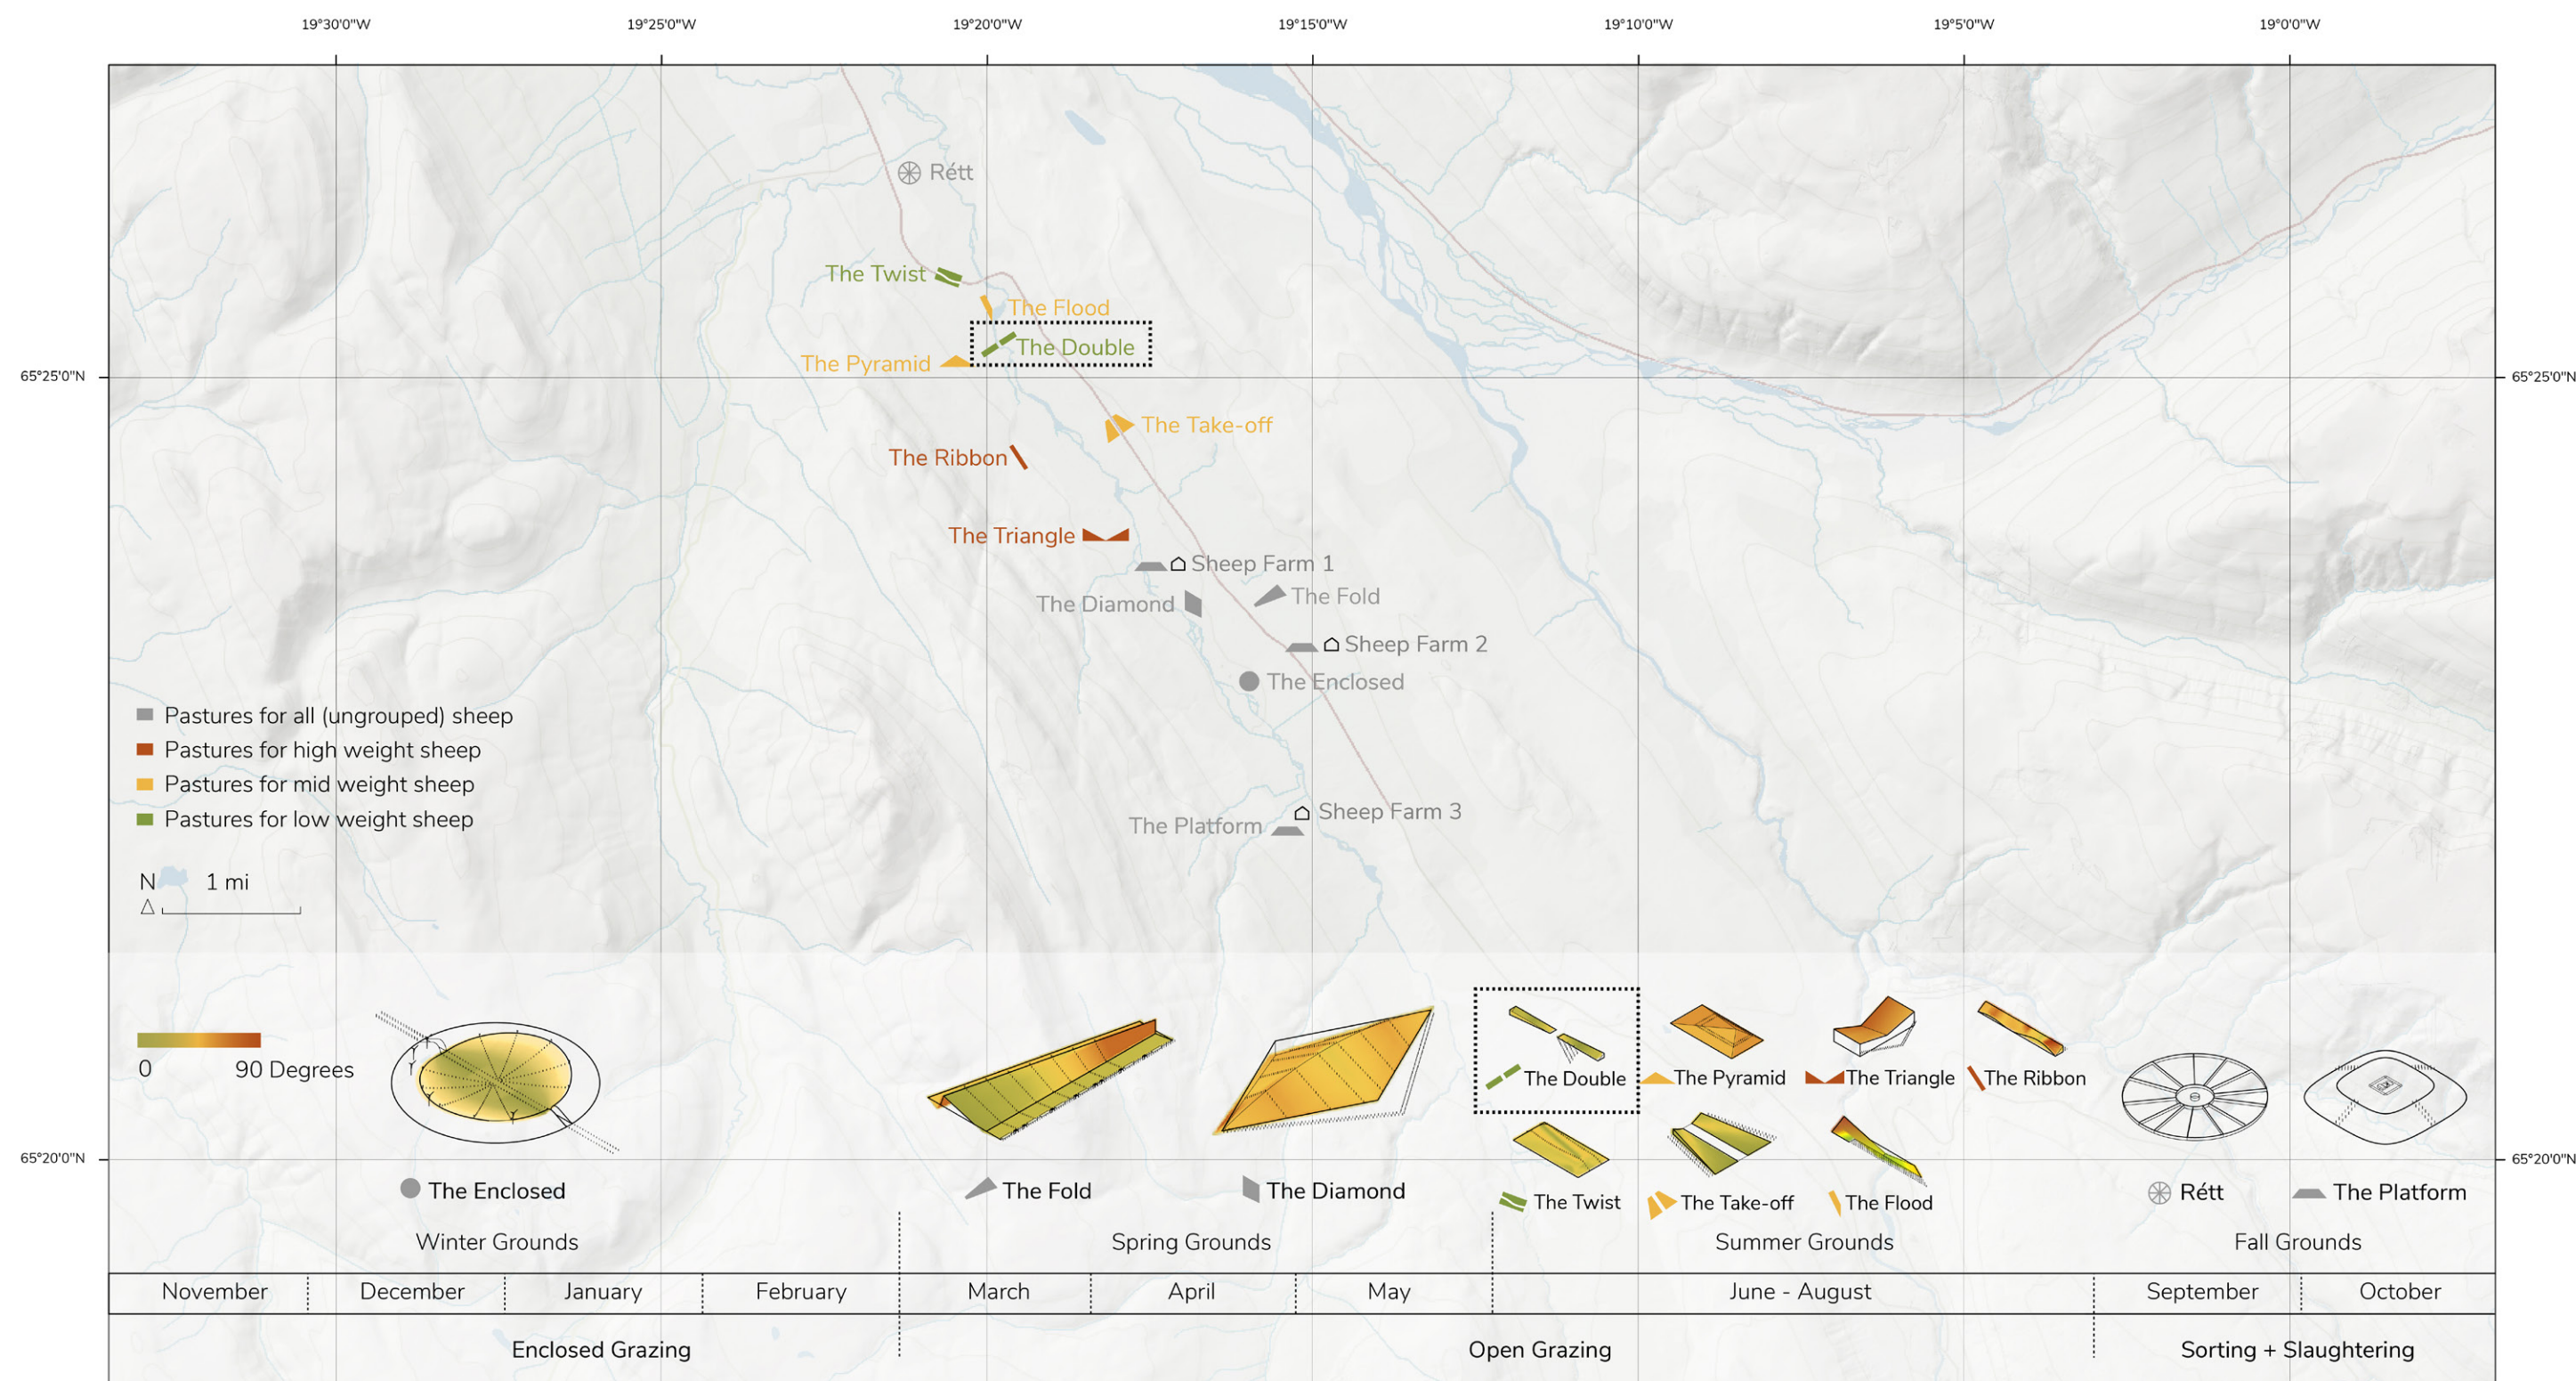 19°30'0"W
19°25'0"W
19°20'0"W
19°15'0"W
19°10'0"W
19°5'0"W
19°0'0"W
Rétt
The Twist
The Flood
The Double
The Pyramid
65°25'0"N
65°25'0"N
The Take-off
The Ribbon
The Triangle
Sheep Farm 1
The Diamond
The Fold
Sheep Farm 2
The Enclosed
Sheep Farm 3
The Platform
Pastures for all (ungrouped) sheep
Pastures for high weight sheep
Pastures for mid weight sheep
Pastures for low weight sheep
N
1 mi
0
90 Degrees
The Double
The Pyramid
The Triangle
The Ribbon
65°20'0"N
65°20'0"N
The Enclosed
The Fold
The Diamond
The Twist
The Take-off
The Flood
Rétt
The Platform
Winter Grounds
Spring Grounds
Summer Grounds
Fall Grounds
November
December
January
February
March
April
May
June - August
September
October
Enclosed Grazing
Open Grazing
Sorting + Slaughtering